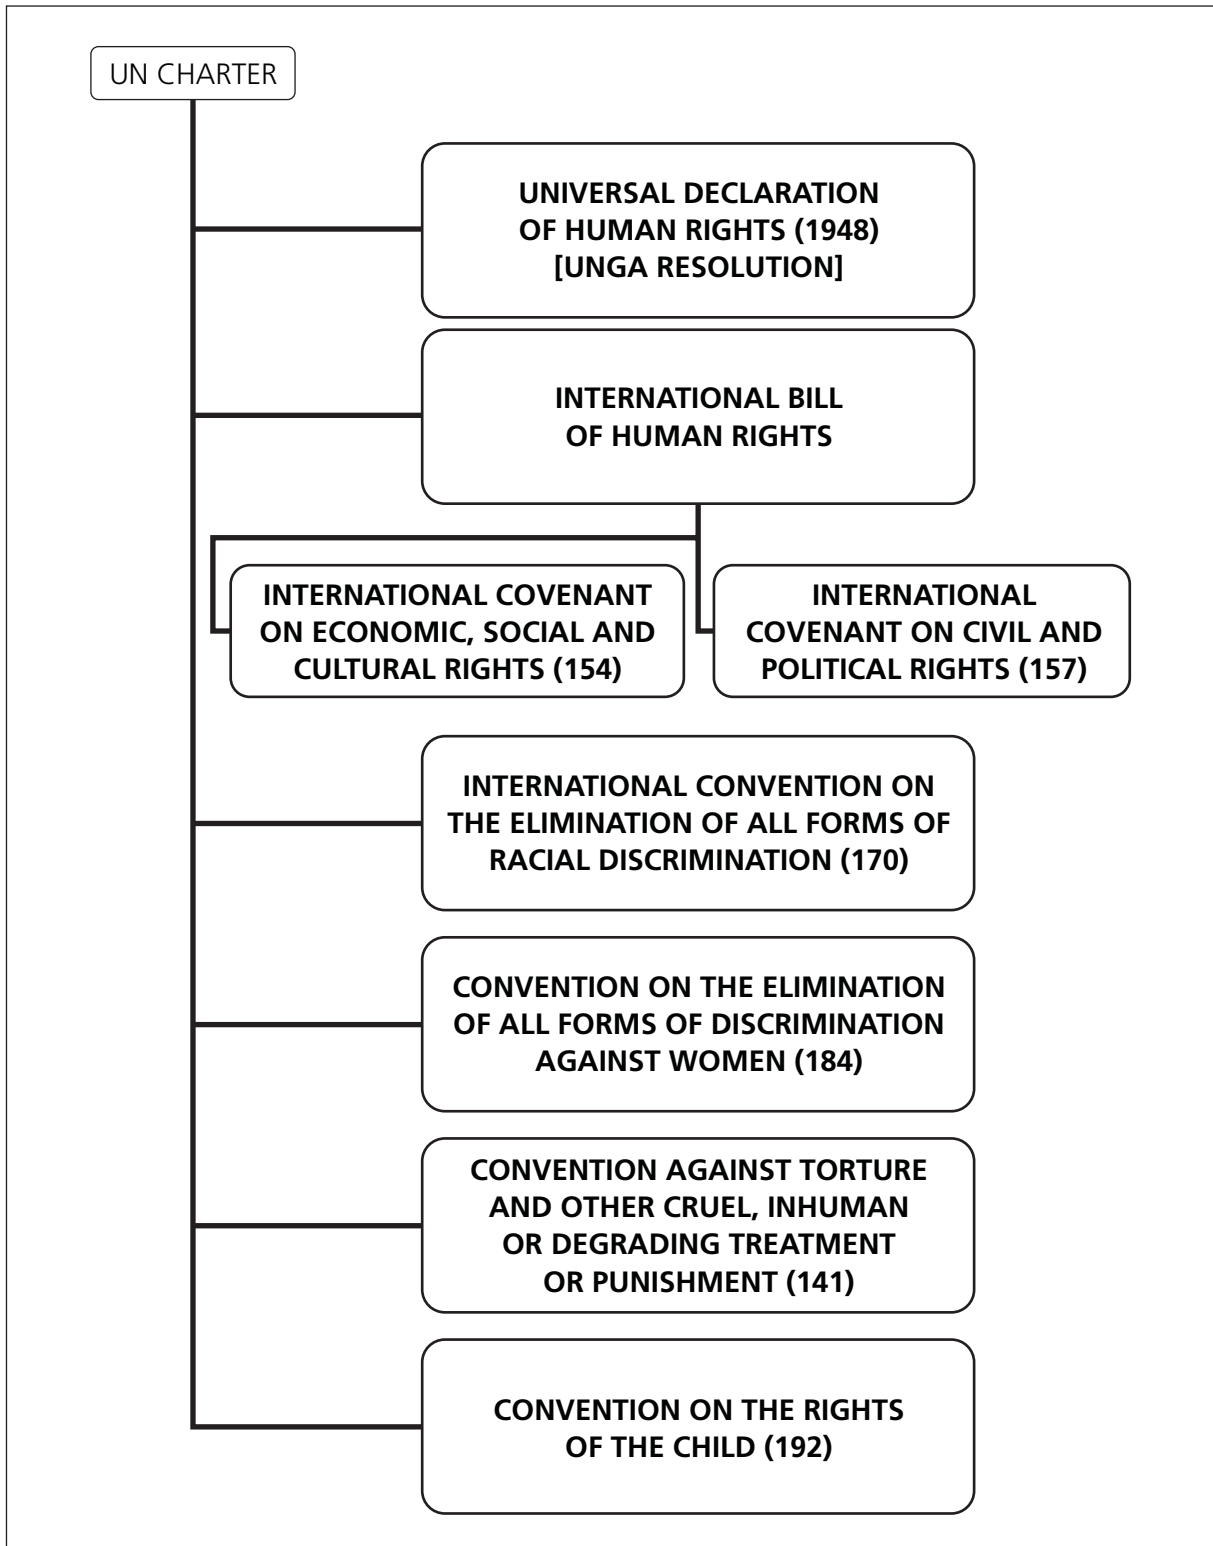 UN CHARTER
UNIVERSAL DECLARATION
OF HUMAN RIGHTS (1948)
[UNGA RESOLUTION]
INTERNATIONAL BILL
OF HUMAN RIGHTS
INTERNATIONAL COVENANT
ON ECONOMIC, SOCIAL AND
CULTURAL RIGHTS (154)
INTERNATIONAL
COVENANT ON CIVIL AND
POLITICAL RIGHTS (157)
INTERNATIONAL CONVENTION ON
THE ELIMINATION OF ALL FORMS OF
RACIAL DISCRIMINATION (170)
CONVENTION ON THE ELIMINATION
OF ALL FORMS OF DISCRIMINATION
AGAINST WOMEN (184)
CONVENTION AGAINST TORTURE
AND OTHER CRUEL, INHUMAN
OR DEGRADING TREATMENT
OR PUNISHMENT (141)
CONVENTION ON THE RIGHTS
OF THE CHILD (192)